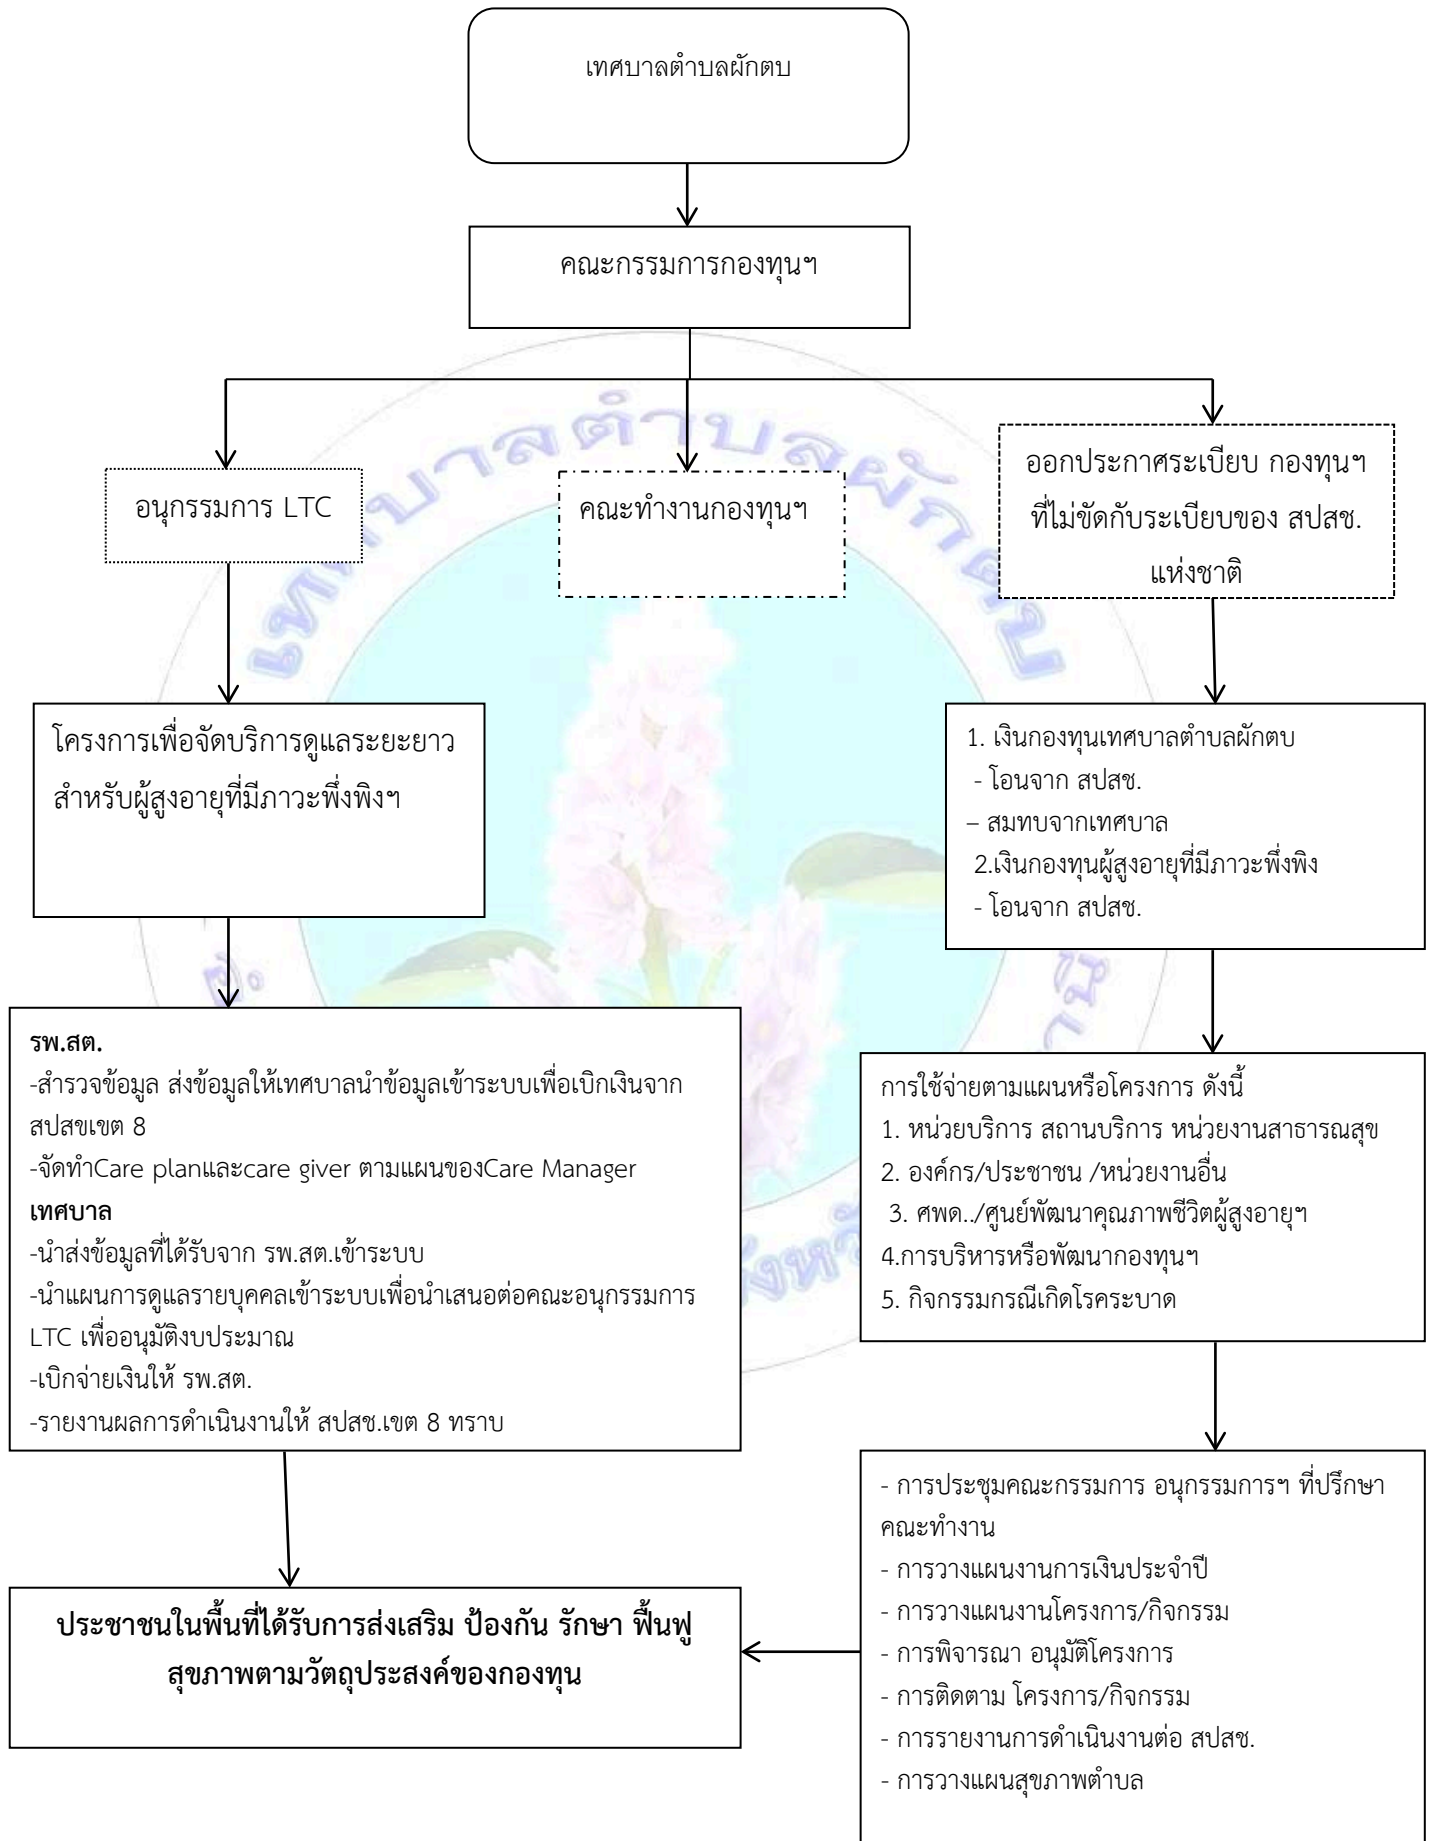 เทศบาลตำบลผักตบ
คณะกรรมการกองทุนฯ
อนุกรรมการ LTC
คณะทำงานกองทุนฯ
ออกประกาศระเบียบ กองทุนฯ
ที่ไม่ขัดกับระเบียบของ สปสช.
แห่งชาติ
เทศบาลตำบลผักตบ
โครงการเพื่อจัดบริการดูแลระยะยาว
สำหรับผู้สูงอายุที่มีภาวะพึ่งพิงฯ
1. เงินกองทุนเทศบาลตำบลผักตบ
- โอนจาก สปสช.
– สมทบจากเทศบาล
2.เงินกองทุนผู้สูงอายุที่มีภาวะพึ่งพิง
- โอนจาก สปสช.
รพ.สต.
-สำรวจข้อมูล ส่งข้อมูลให้เทศบาลนำข้อมูลเข้าระบบเพื่อเบิกเงินจาก
สปสขเขต 8
-จัดทำCare planและcare giver ตามแผนของCare Manager
เทศบาล
-นำส่งข้อมูลที่ได้รับจาก รพ.สต.เข้าระบบ
-นำแผนการดูแลรายบุคคลเข้าระบบเพื่อนำเสนอต่อคณะอนุกรรมการ
LTC เพื่ออนุมัติงบประมาณ
-เบิกจ่ายเงินให้ รพ.สต.
-รายงานผลการดำเนินงานให้ สปสช.เขต 8 ทราบ
การใช้จ่ายตามแผนหรือโครงการ ดังนี้
1. หน่วยบริการ สถานบริการ หน่วยงานสาธารณสุข
2. องค์กร/ประชาชน /หน่วยงานอื่น
3. ศพด../ศูนย์พัฒนาคุณภาพชีวิตผู้สูงอายุฯ
4.การบริหารหรือพัฒนากองทุนฯ
5. กิจกรรมกรณีเกิดโรคระบาด
- การประชุมคณะกรรมการ อนุกรรมการฯ ที่ปรึกษา
คณะทำงาน
- การวางแผนงานการเงินประจำปี
- การวางแผนงานโครงการ/กิจกรรม
- การพิจารณา อนุมัติโครงการ
- การติดตาม โครงการ/กิจกรรม
- การรายงานการดำเนินงานต่อ สปสช.
- การวางแผนสุขภาพตำบล
ประชาชนในพื้นที่ได้รับการส่งเสริม ป้องกัน รักษา ฟื้นฟู
สุขภาพตามวัตถุประสงค์ของกองทุน